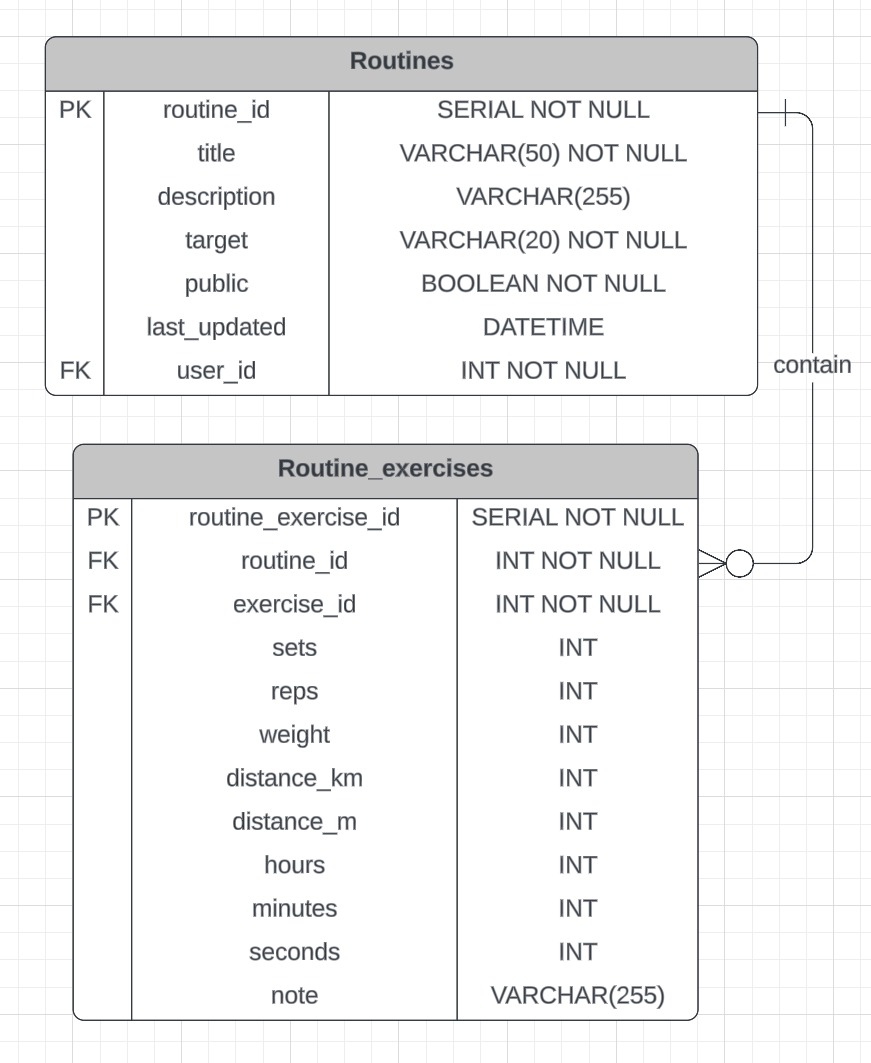 Routines
PK routine_id SERIAL NOT NULL
title VARCHAR(50) NOT NULL
description VARCHAR(255)
target VARCHAR(20) NOT NULL
public BOOLEAN NOT NULL
last_updated DATETIME
FK user_id INT NOT NULL
contain
Routine_exercises
PK routine_exercise_id SERIAL NOT NULL
FK routine_id INT NOT NULL
FK exercise_id INT NOT NULL
sets INT
reps INT
weight INT
distance_km INT
distance_m INT
hours INT
minutes INT
seconds INT
note VARCHAR(255)